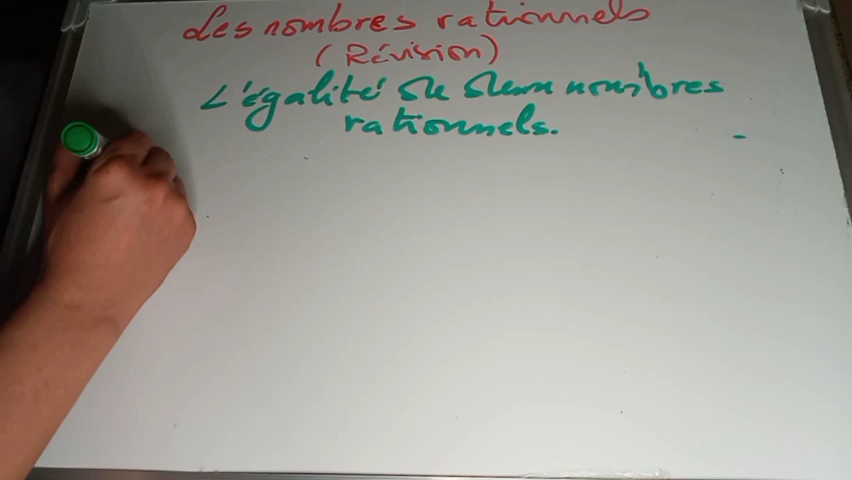 Les nombres rationnels
(Révision)
L'égalité de deux nombres
rationnels.